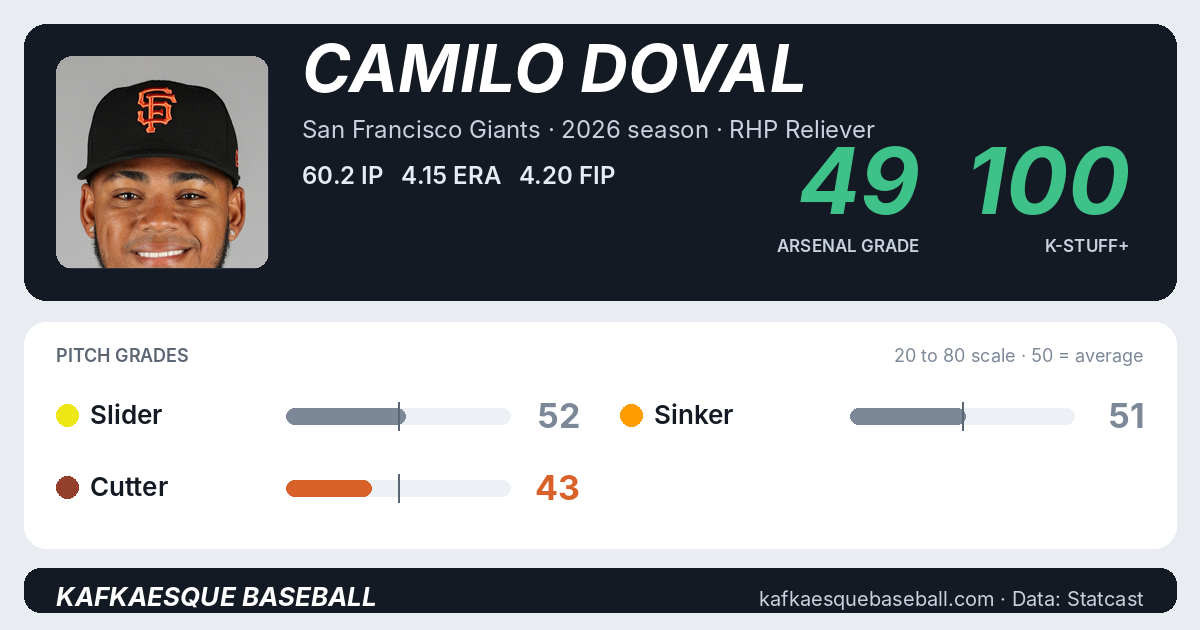 CAMILO DOVAL
San Francisco Giants · 2026 season · RHP Reliever
60.2 IP 4.15 ERA 4.20 FIP
49 100
ARSENAL GRADE K-STUFF+
SF
PITCH GRADES 20 to 80 scale · 50 = average
Slider 52 Sinker 51
Cutter 43
KAFKAESQUE BASEBALL kafkaesquebaseball.com · Data: Statcast